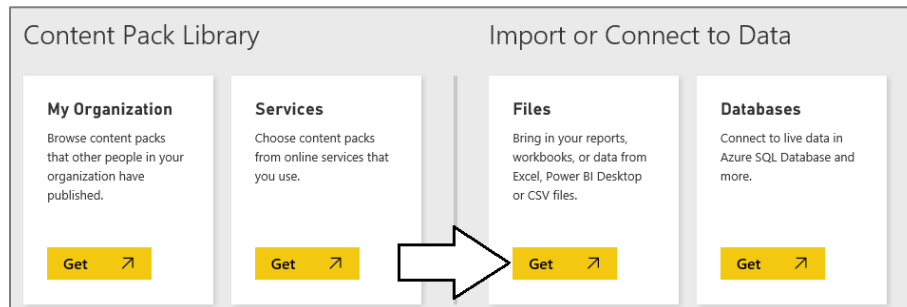 Content Pack Library
Import or Connect to Data
My Organization
Browse content packs
that other people in your
organization have
published.
Get
Services
Choose content packs
from online services that
you use.
Get
Files
Bring in your reports,
workbooks, or data from
Excel, Power BI Desktop
or CSV files.
Get
Databases
Connect to live data in
Azure SQL Database and
more.
Get